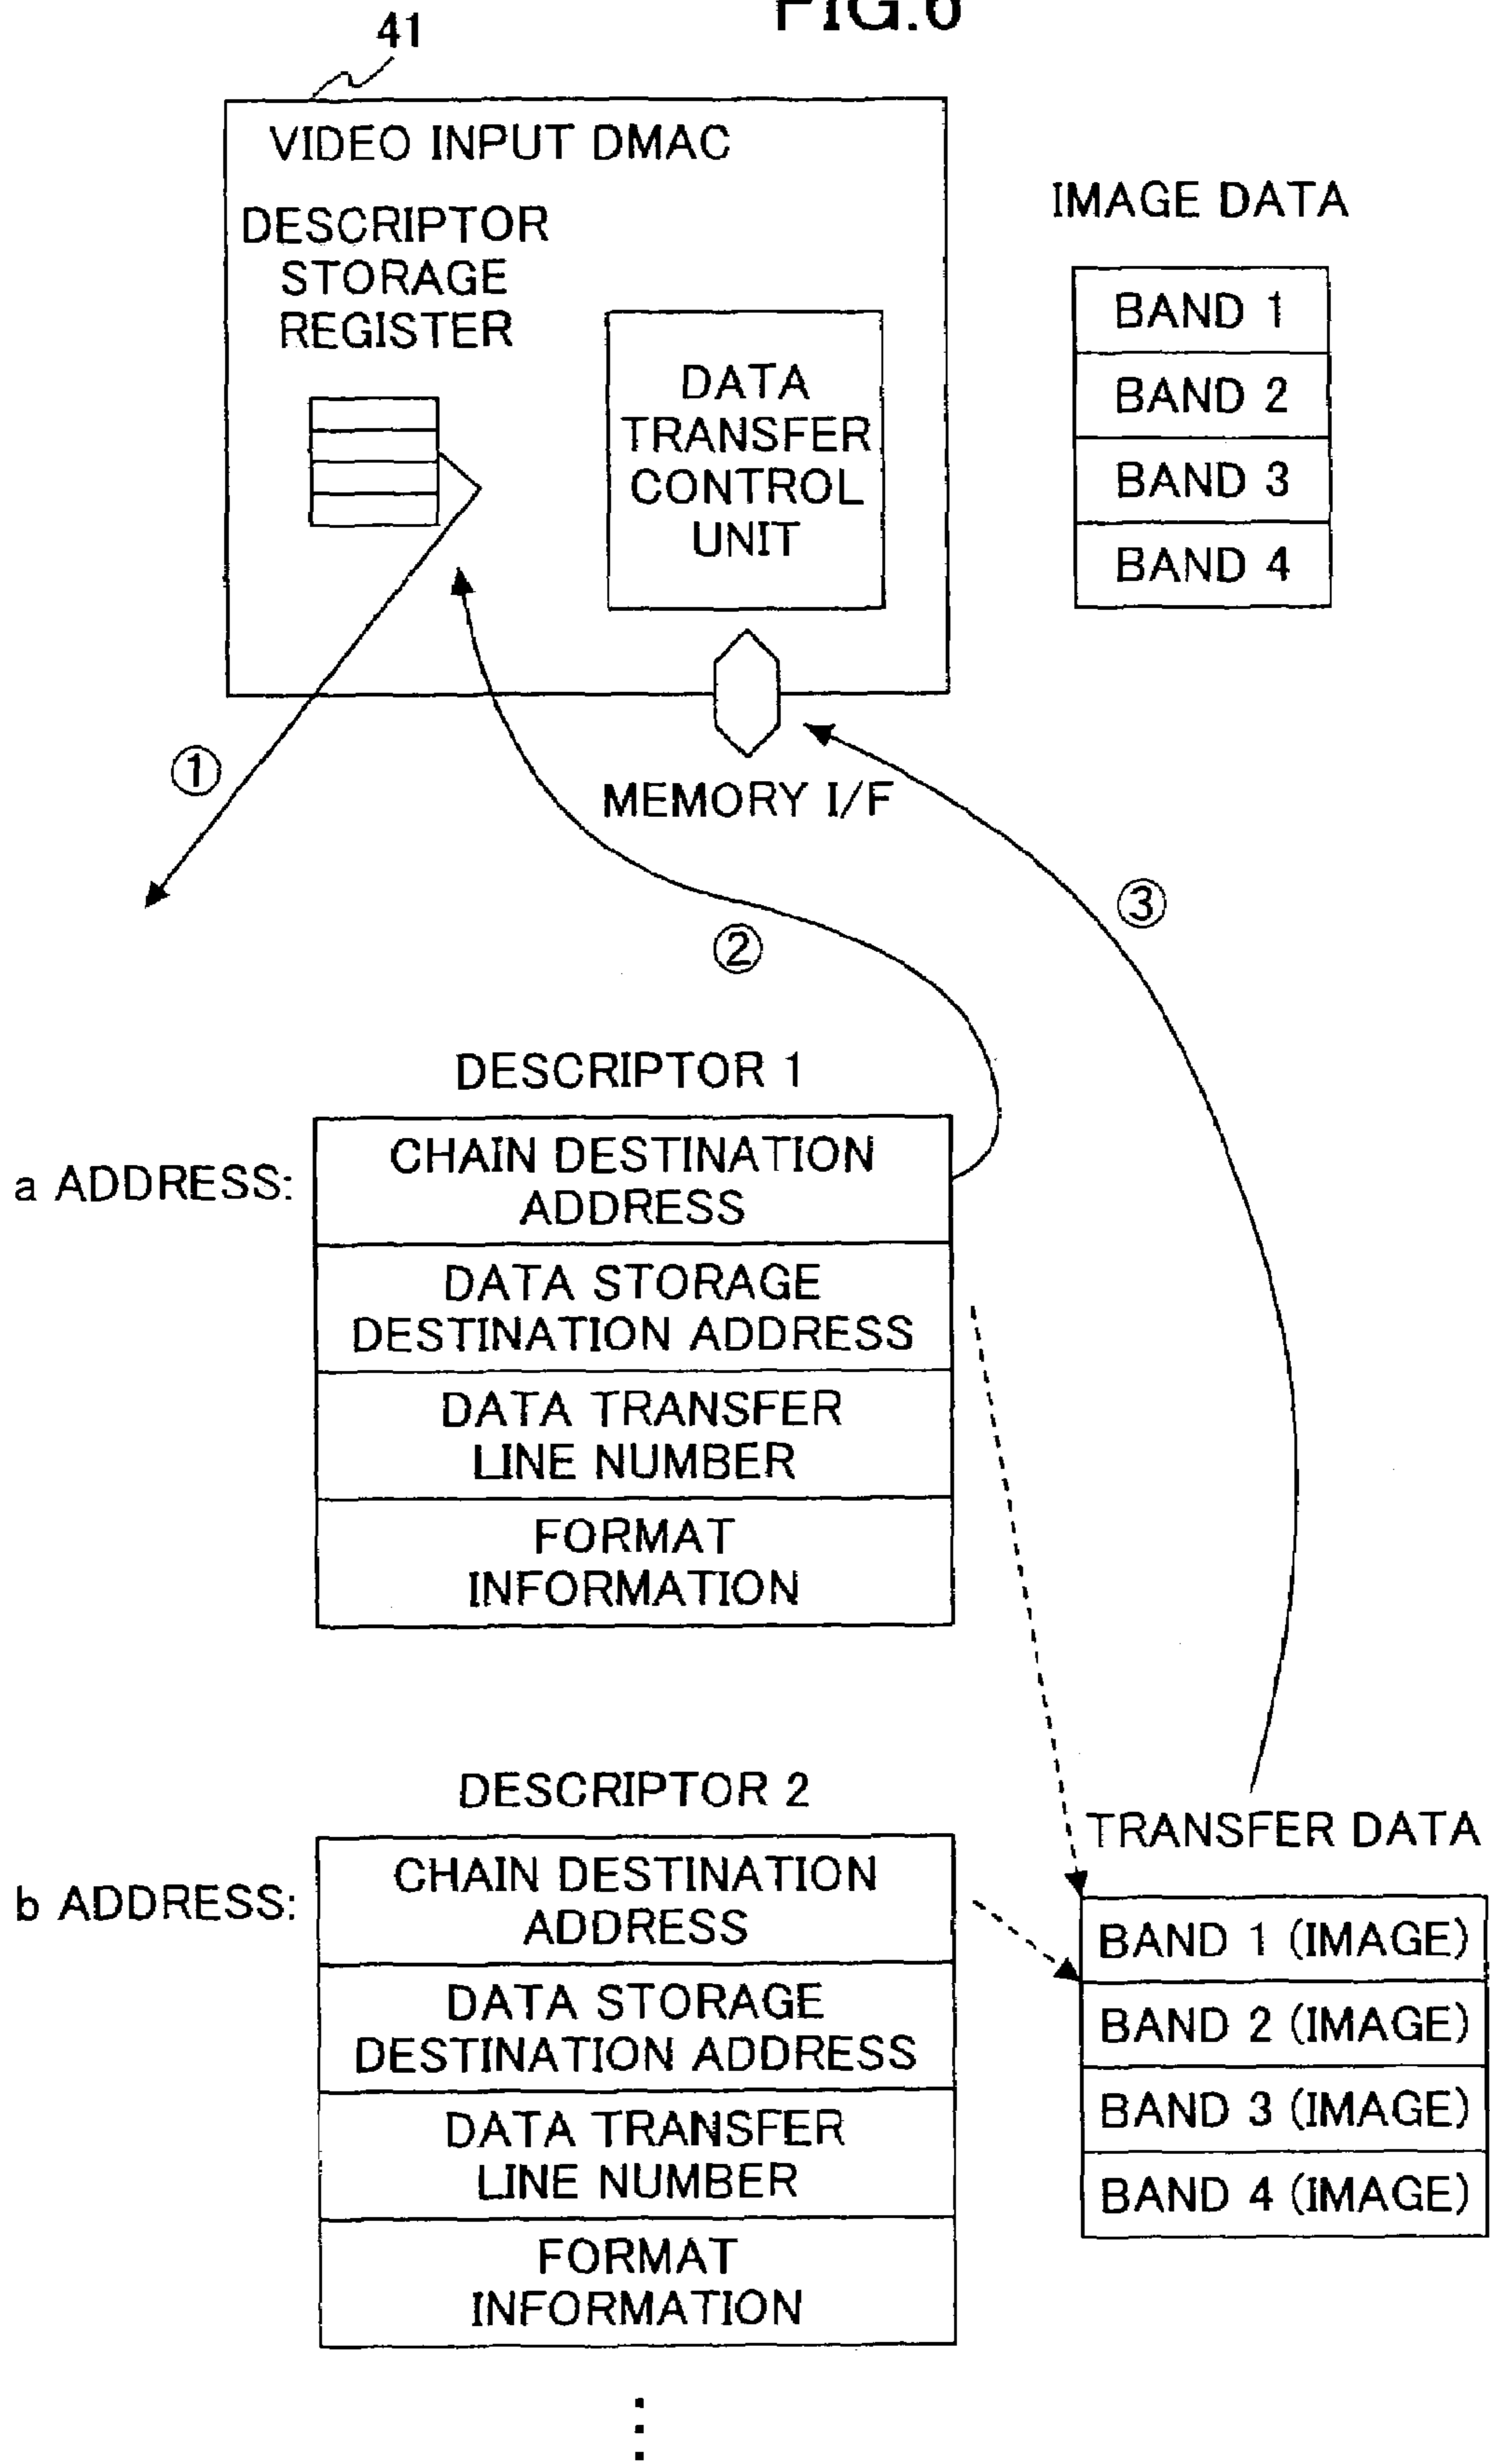 FIG.6
41
VIDEO INPUT DMAC
DESCRIPTOR
STORAGE
REGISTER
DATA
TRANSFER
CONTROL
UNIT
IMAGE DATA
BAND 1
BAND 2
BAND 3
BAND 4
①
MEMORY I/F
②
③
DESCRIPTOR 1
a ADDRESS:
CHAIN DESTINATION
ADDRESS
DATA STORAGE
DESTINATION ADDRESS
DATA TRANSFER
LINE NUMBER
FORMAT
INFORMATION
DESCRIPTOR 2
b ADDRESS:
CHAIN DESTINATION
ADDRESS
DATA STORAGE
DESTINATION ADDRESS
DATA TRANSFER
LINE NUMBER
FORMAT
INFORMATION
TRANSFER DATA
BAND 1 (IMAGE)
BAND 2 (IMAGE)
BAND 3 (IMAGE)
BAND 4 (IMAGE)